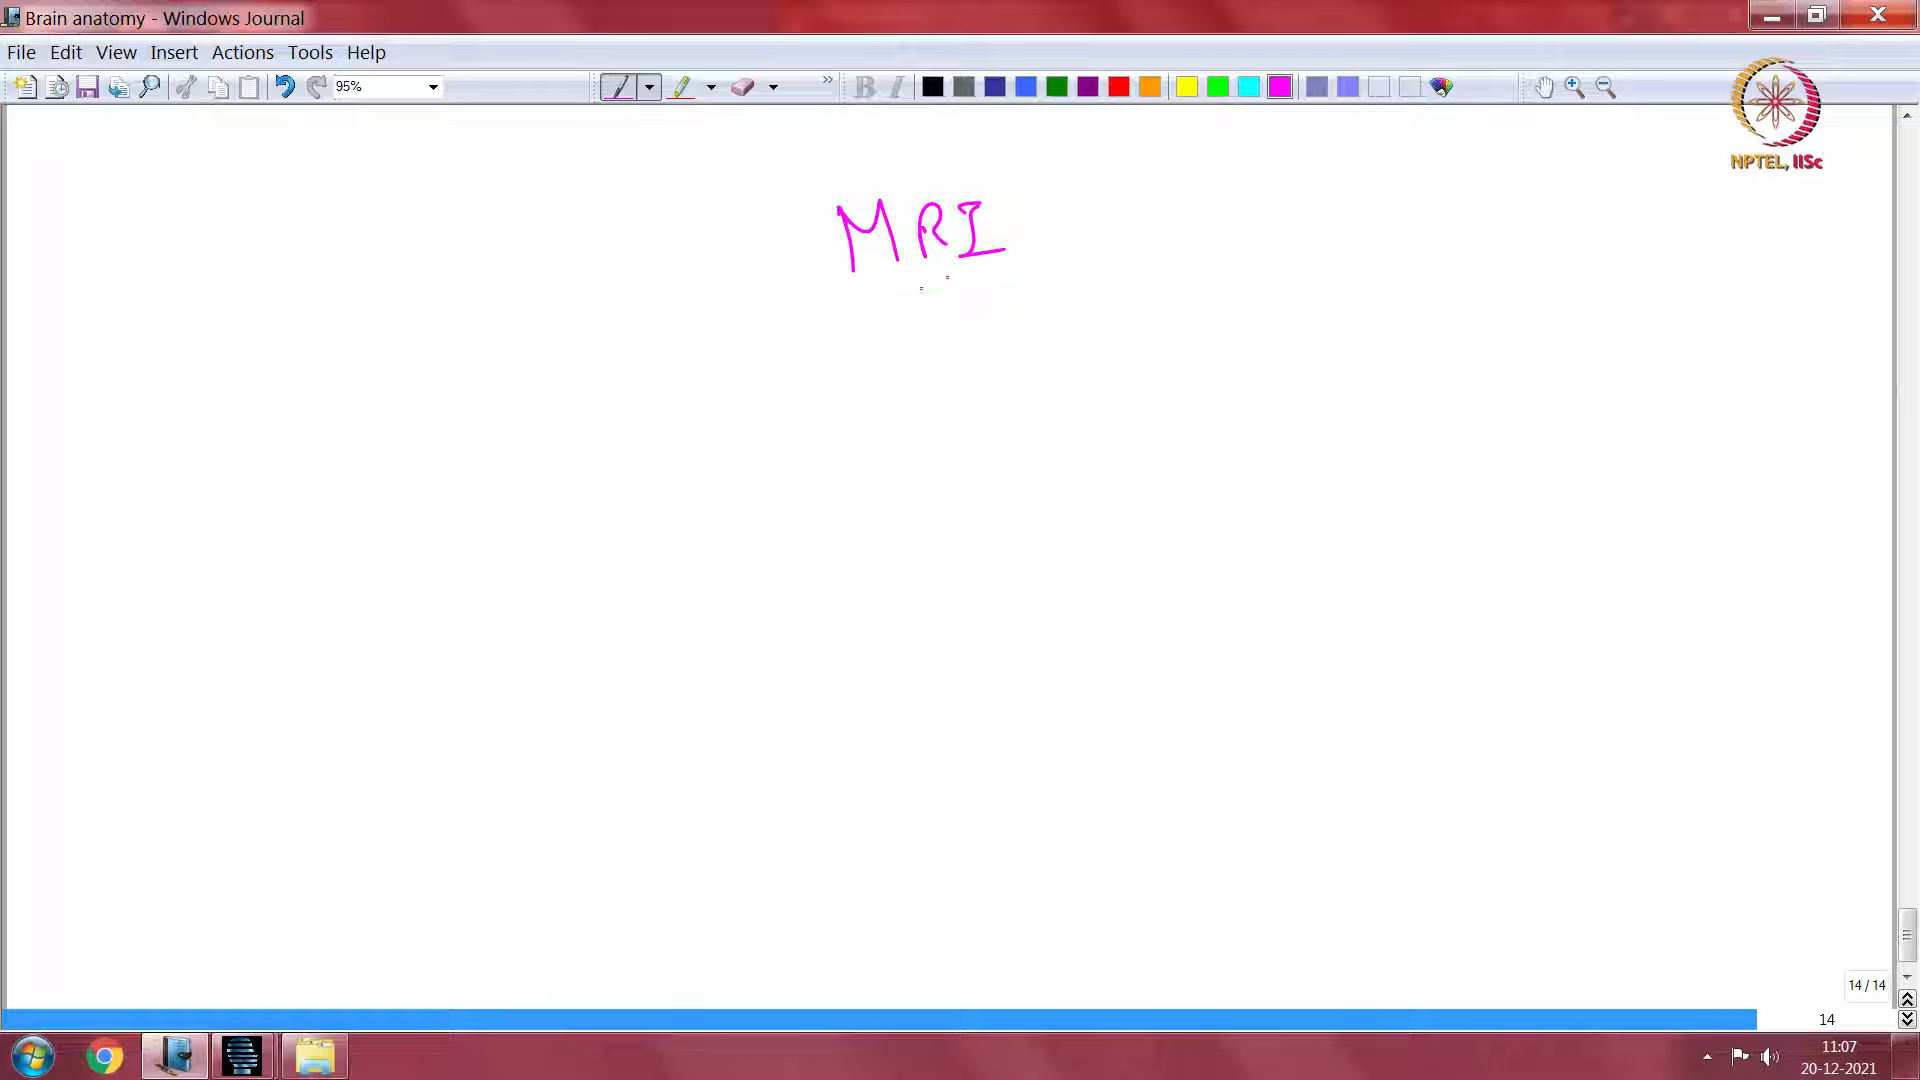 Brain anatomy - Windows Journal
File Edit View Insert Actions Tools Help
95%
B I
NPTEL, IISc
MRI
14 / 14
14
11:07
20-12-2021